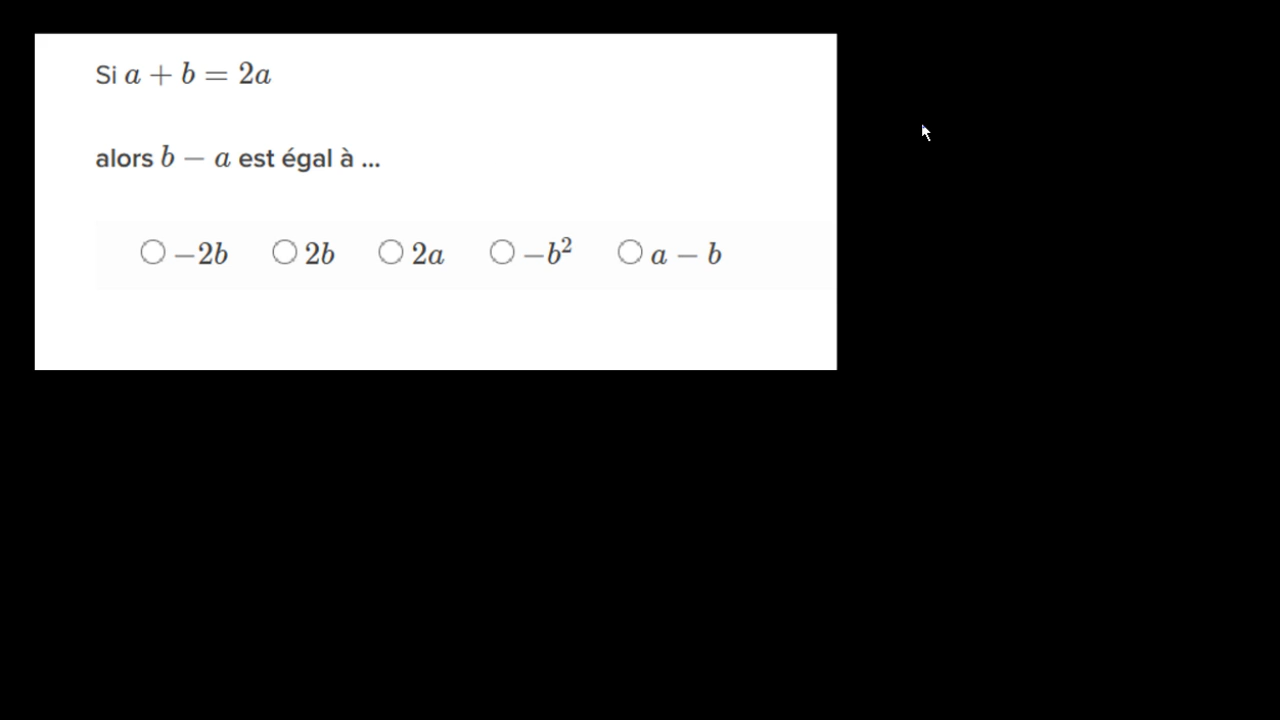 Si a + b = 2a
alors b − a est égal à ...
−2b 2b 2a −b² a − b